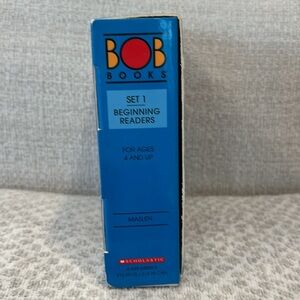 BOB
BOOKS
SET 1
BEGINNING
READERS
FOR AGES
4 AND UP
MASLEN
SCHOLASTIC